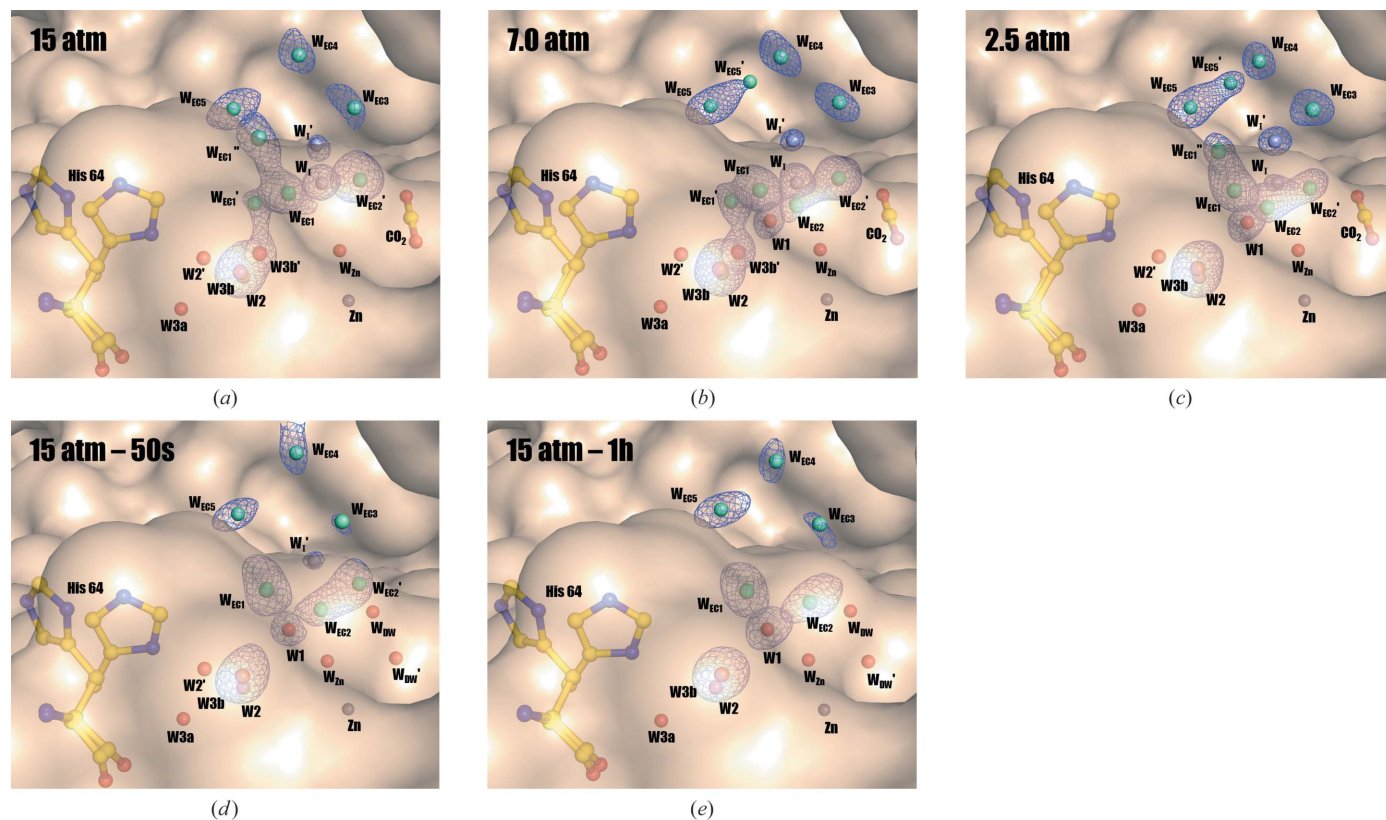 15 atm
W_EC4
W_EC5
W_EC3
W_I'
W_EC1''
W_I
His 64
W_EC1'
W_EC1
W_EC2'
CO₂
W2'
W3b'
W_Zn
W3b
W2
W3a
Zn
(a)
7.0 atm
W_EC4
W_EC5'
W_EC5
W_EC3
W_I'
W_EC1
W_I
His 64
W_EC1'
W_EC2'
W_EC2
CO₂
W1
W2'
W3b'
W_Zn
W3b
W2
W3a
Zn
(b)
2.5 atm
W_EC4
W_EC5'
W_EC5
W_EC3
W_I'
W_EC1''
W_I
His 64
W_EC1
W_EC2'
W_EC2
CO₂
W1
W2'
W_Zn
W3b
W2
W3a
Zn
(c)
15 atm – 50s
W_EC4
W_EC5
W_EC3
W_I'
His 64
W_EC2'
W_EC1
W_EC2
W_DW
W1
W_Zn
W_DW'
W2'
W3b
W2
W3a
Zn
(d)
15 atm – 1h
W_EC4
W_EC5
W_EC3
His 64
W_EC1
W_EC2
W_DW
W1
W_Zn
W_DW'
W3b
W2
W3a
Zn
(e)